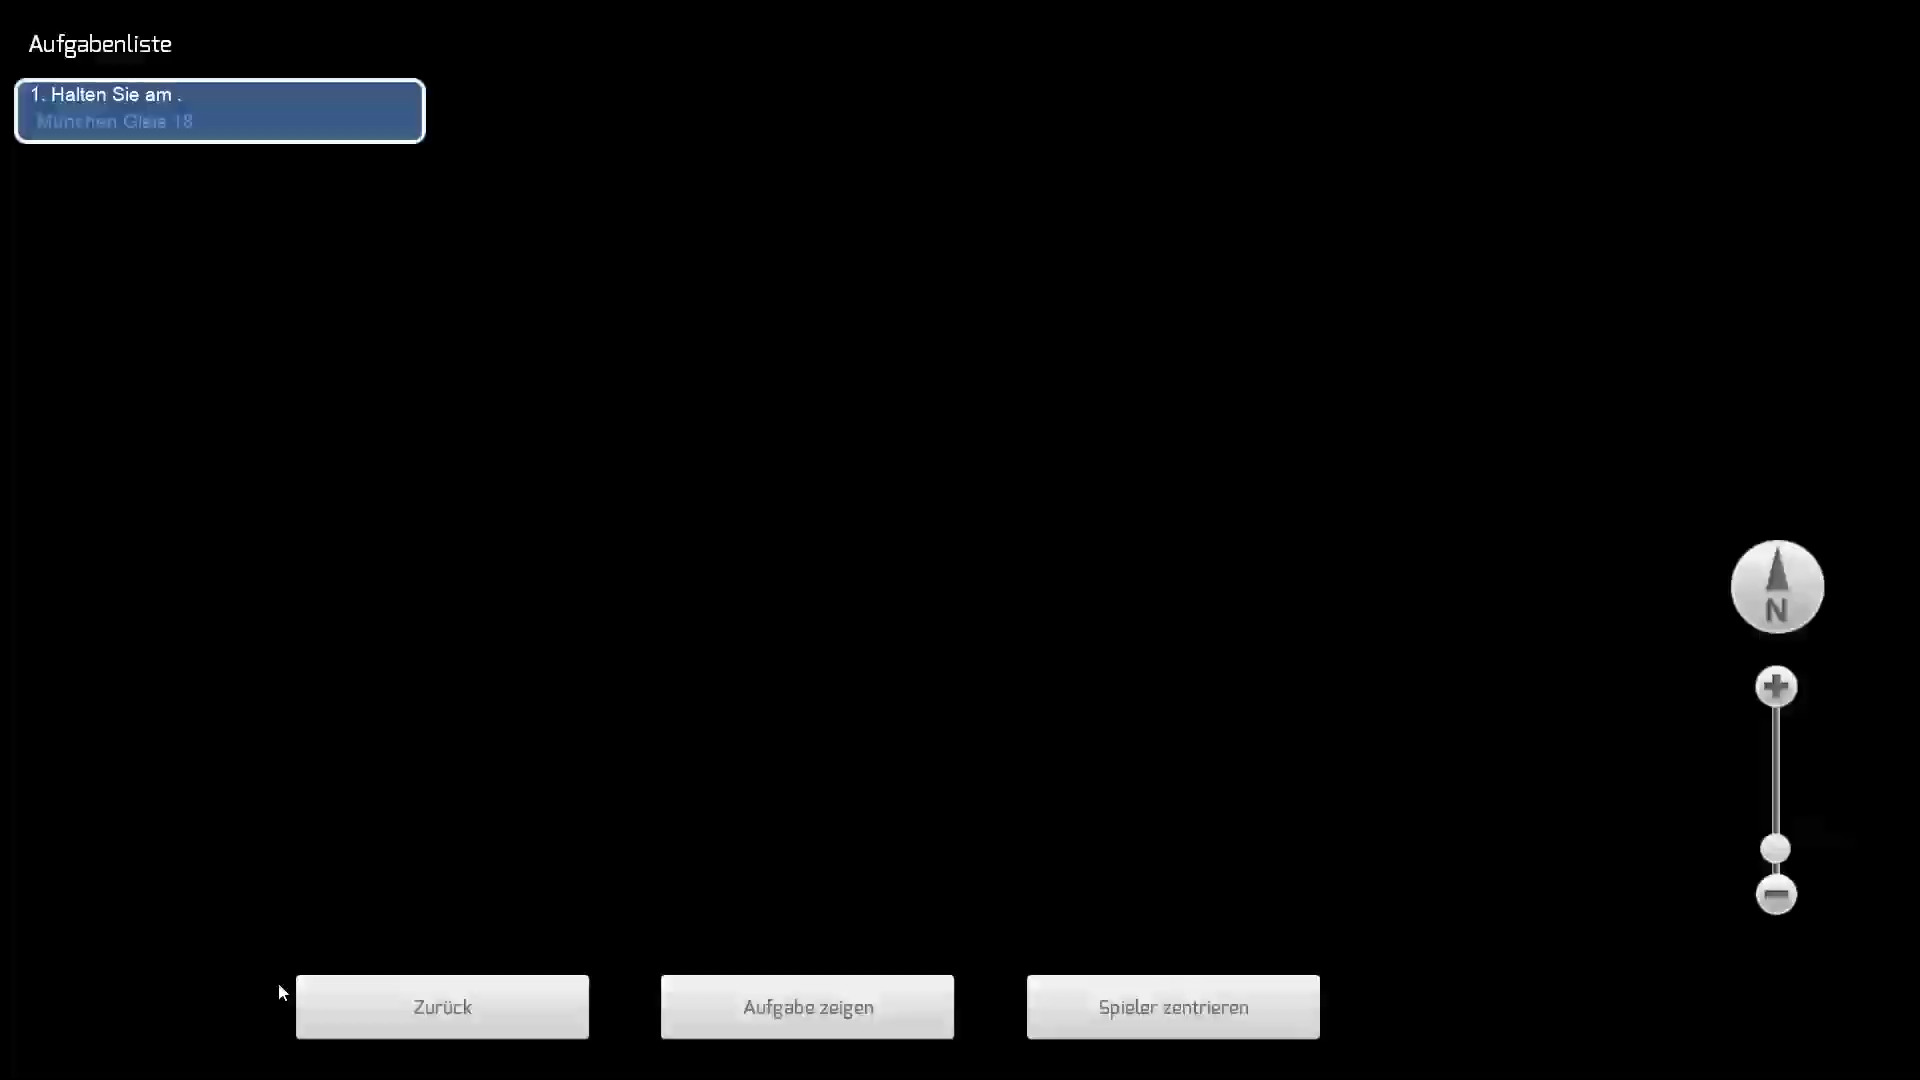 Aufgabenliste
1. Halten Sie am .
München Gleis 18
N
Zurück
Aufgabe zeigen
Spieler zentrieren